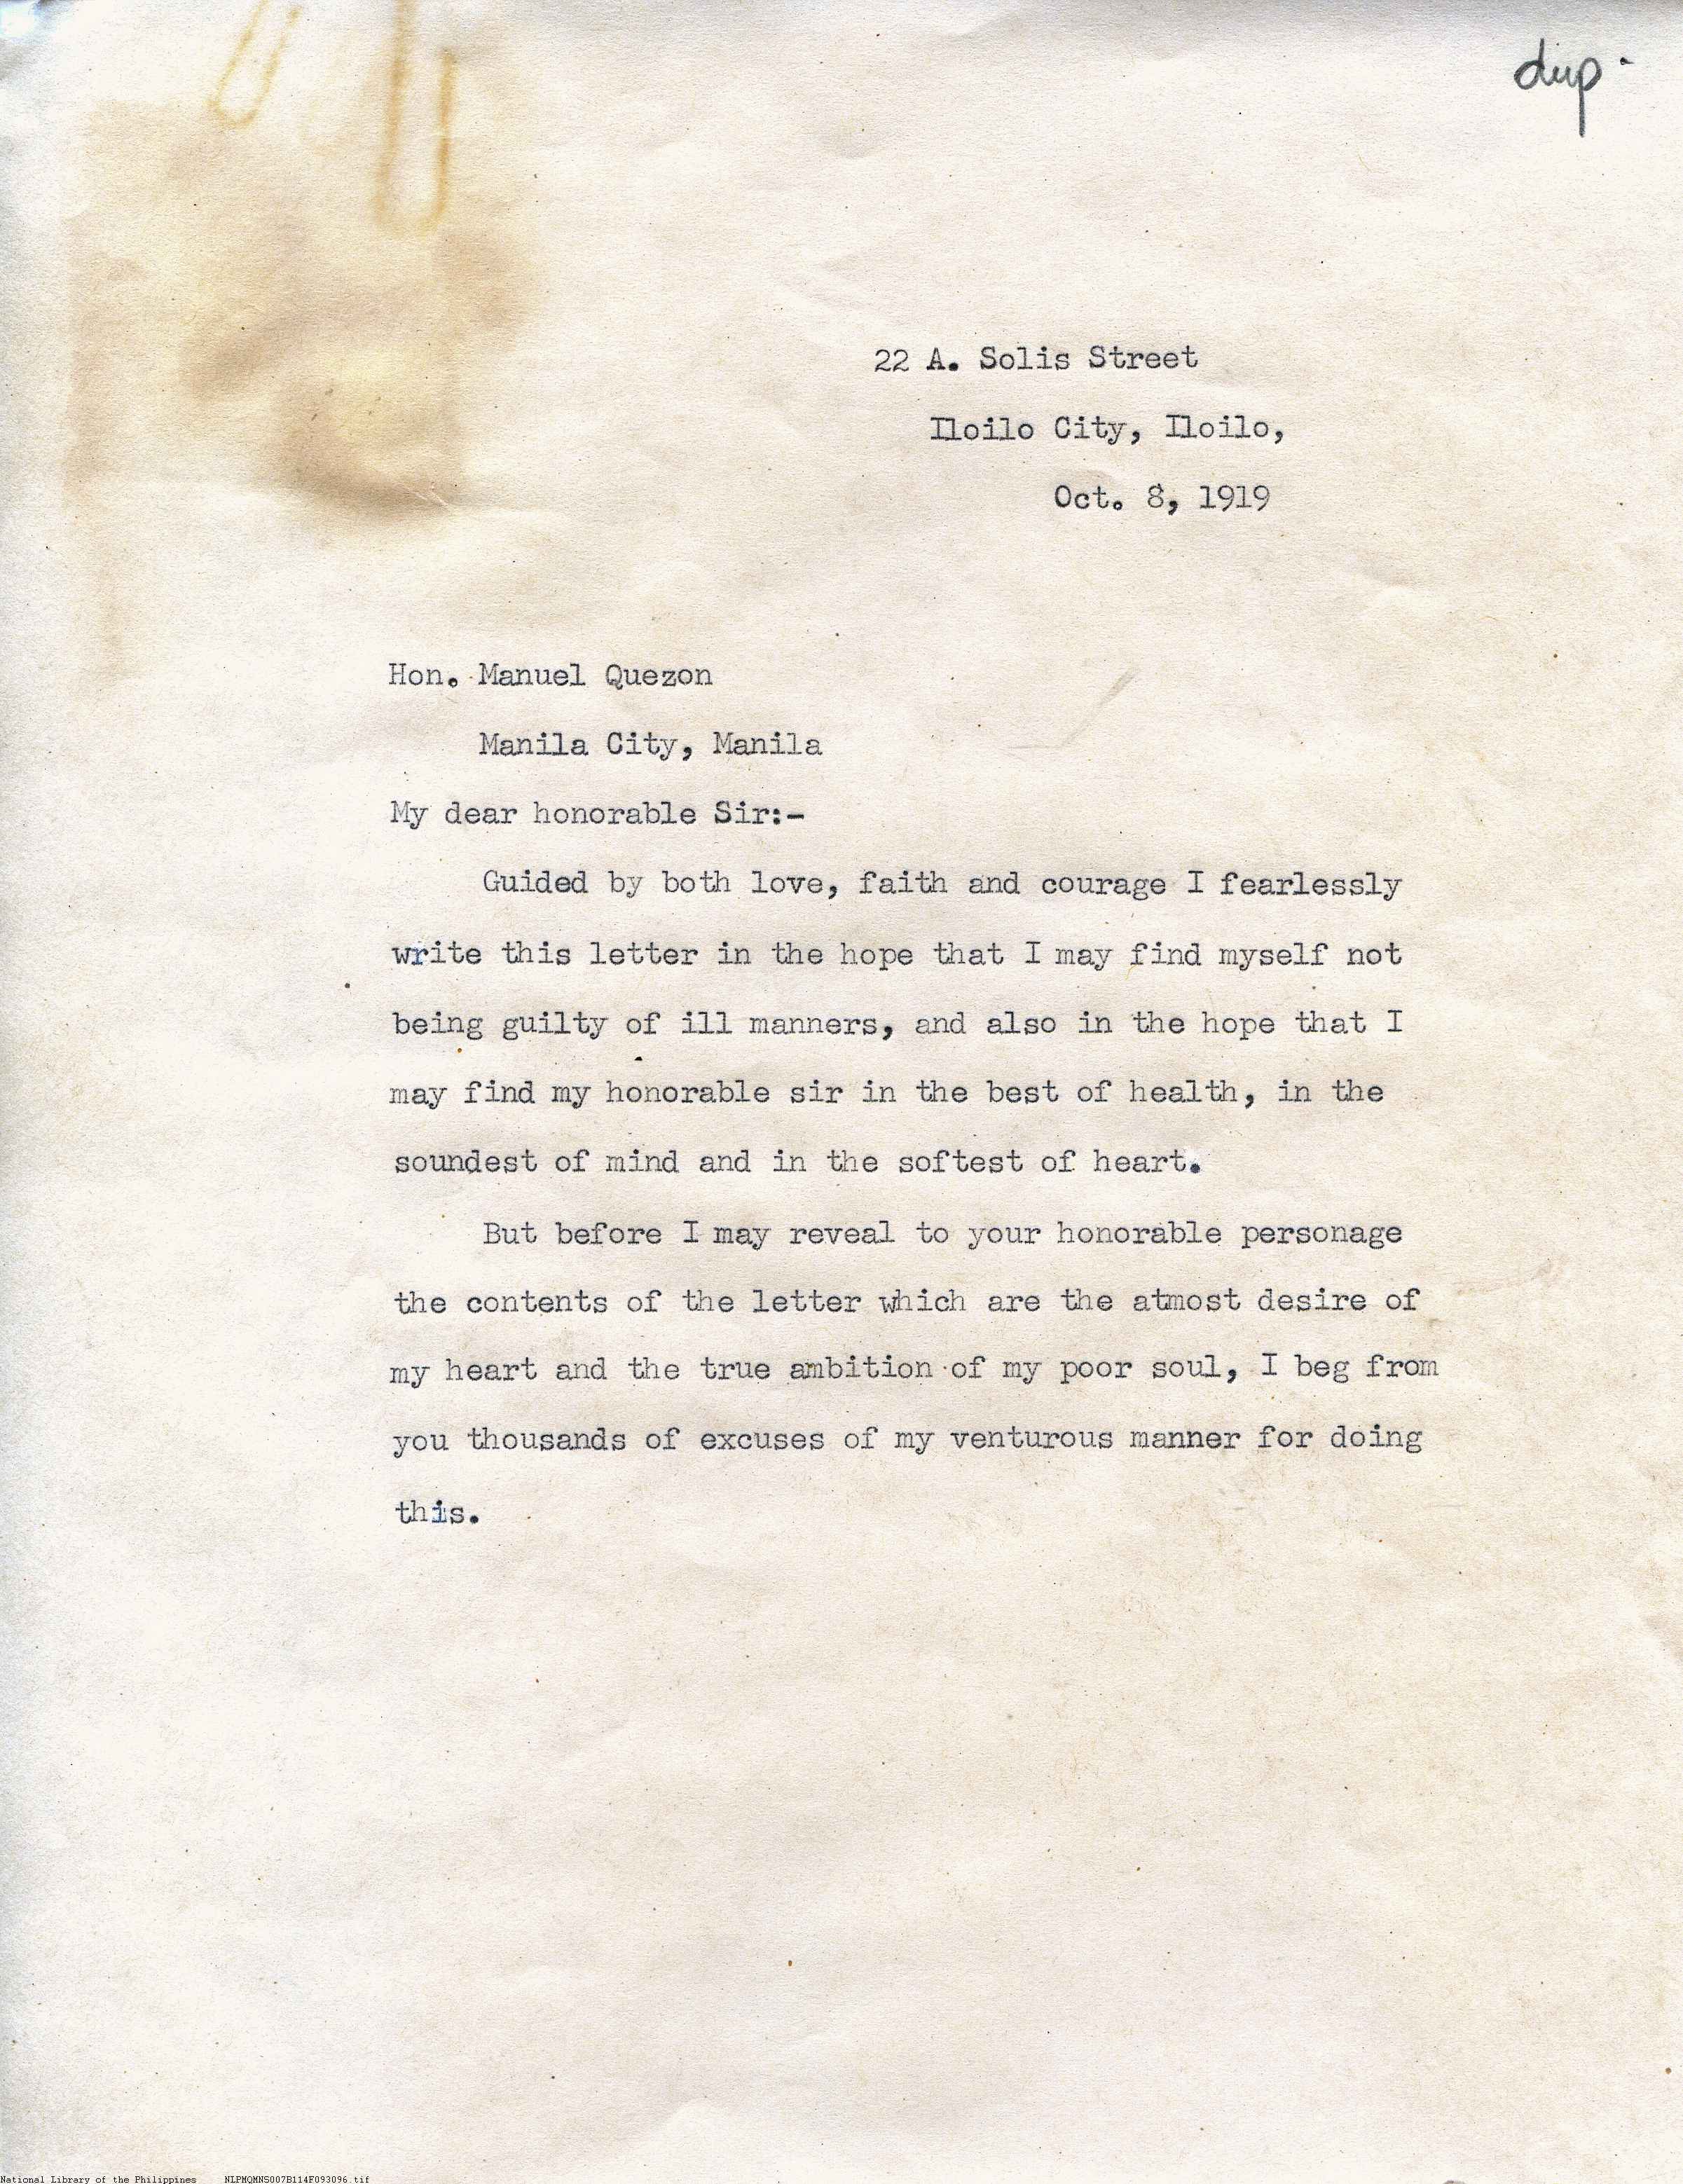 dup.
22 A. Solis Street
Iloilo City, Iloilo,
Oct. 8, 1919
Hon. Manuel Quezon
Manila City, Manila
My dear honorable Sir:-
Guided by both love, faith and courage I fearlessly
write this letter in the hope that I may find myself not
being guilty of ill manners, and also in the hope that I
may find my honorable sir in the best of health, in the
soundest of mind and in the softest of heart.
But before I may reveal to your honorable personage
the contents of the letter which are the atmost desire of
my heart and the true ambition of my poor soul, I beg from
you thousands of excuses of my venturous manner for doing
this.
National Library of the Philippines NLPMQMNS007B114F093096.tif